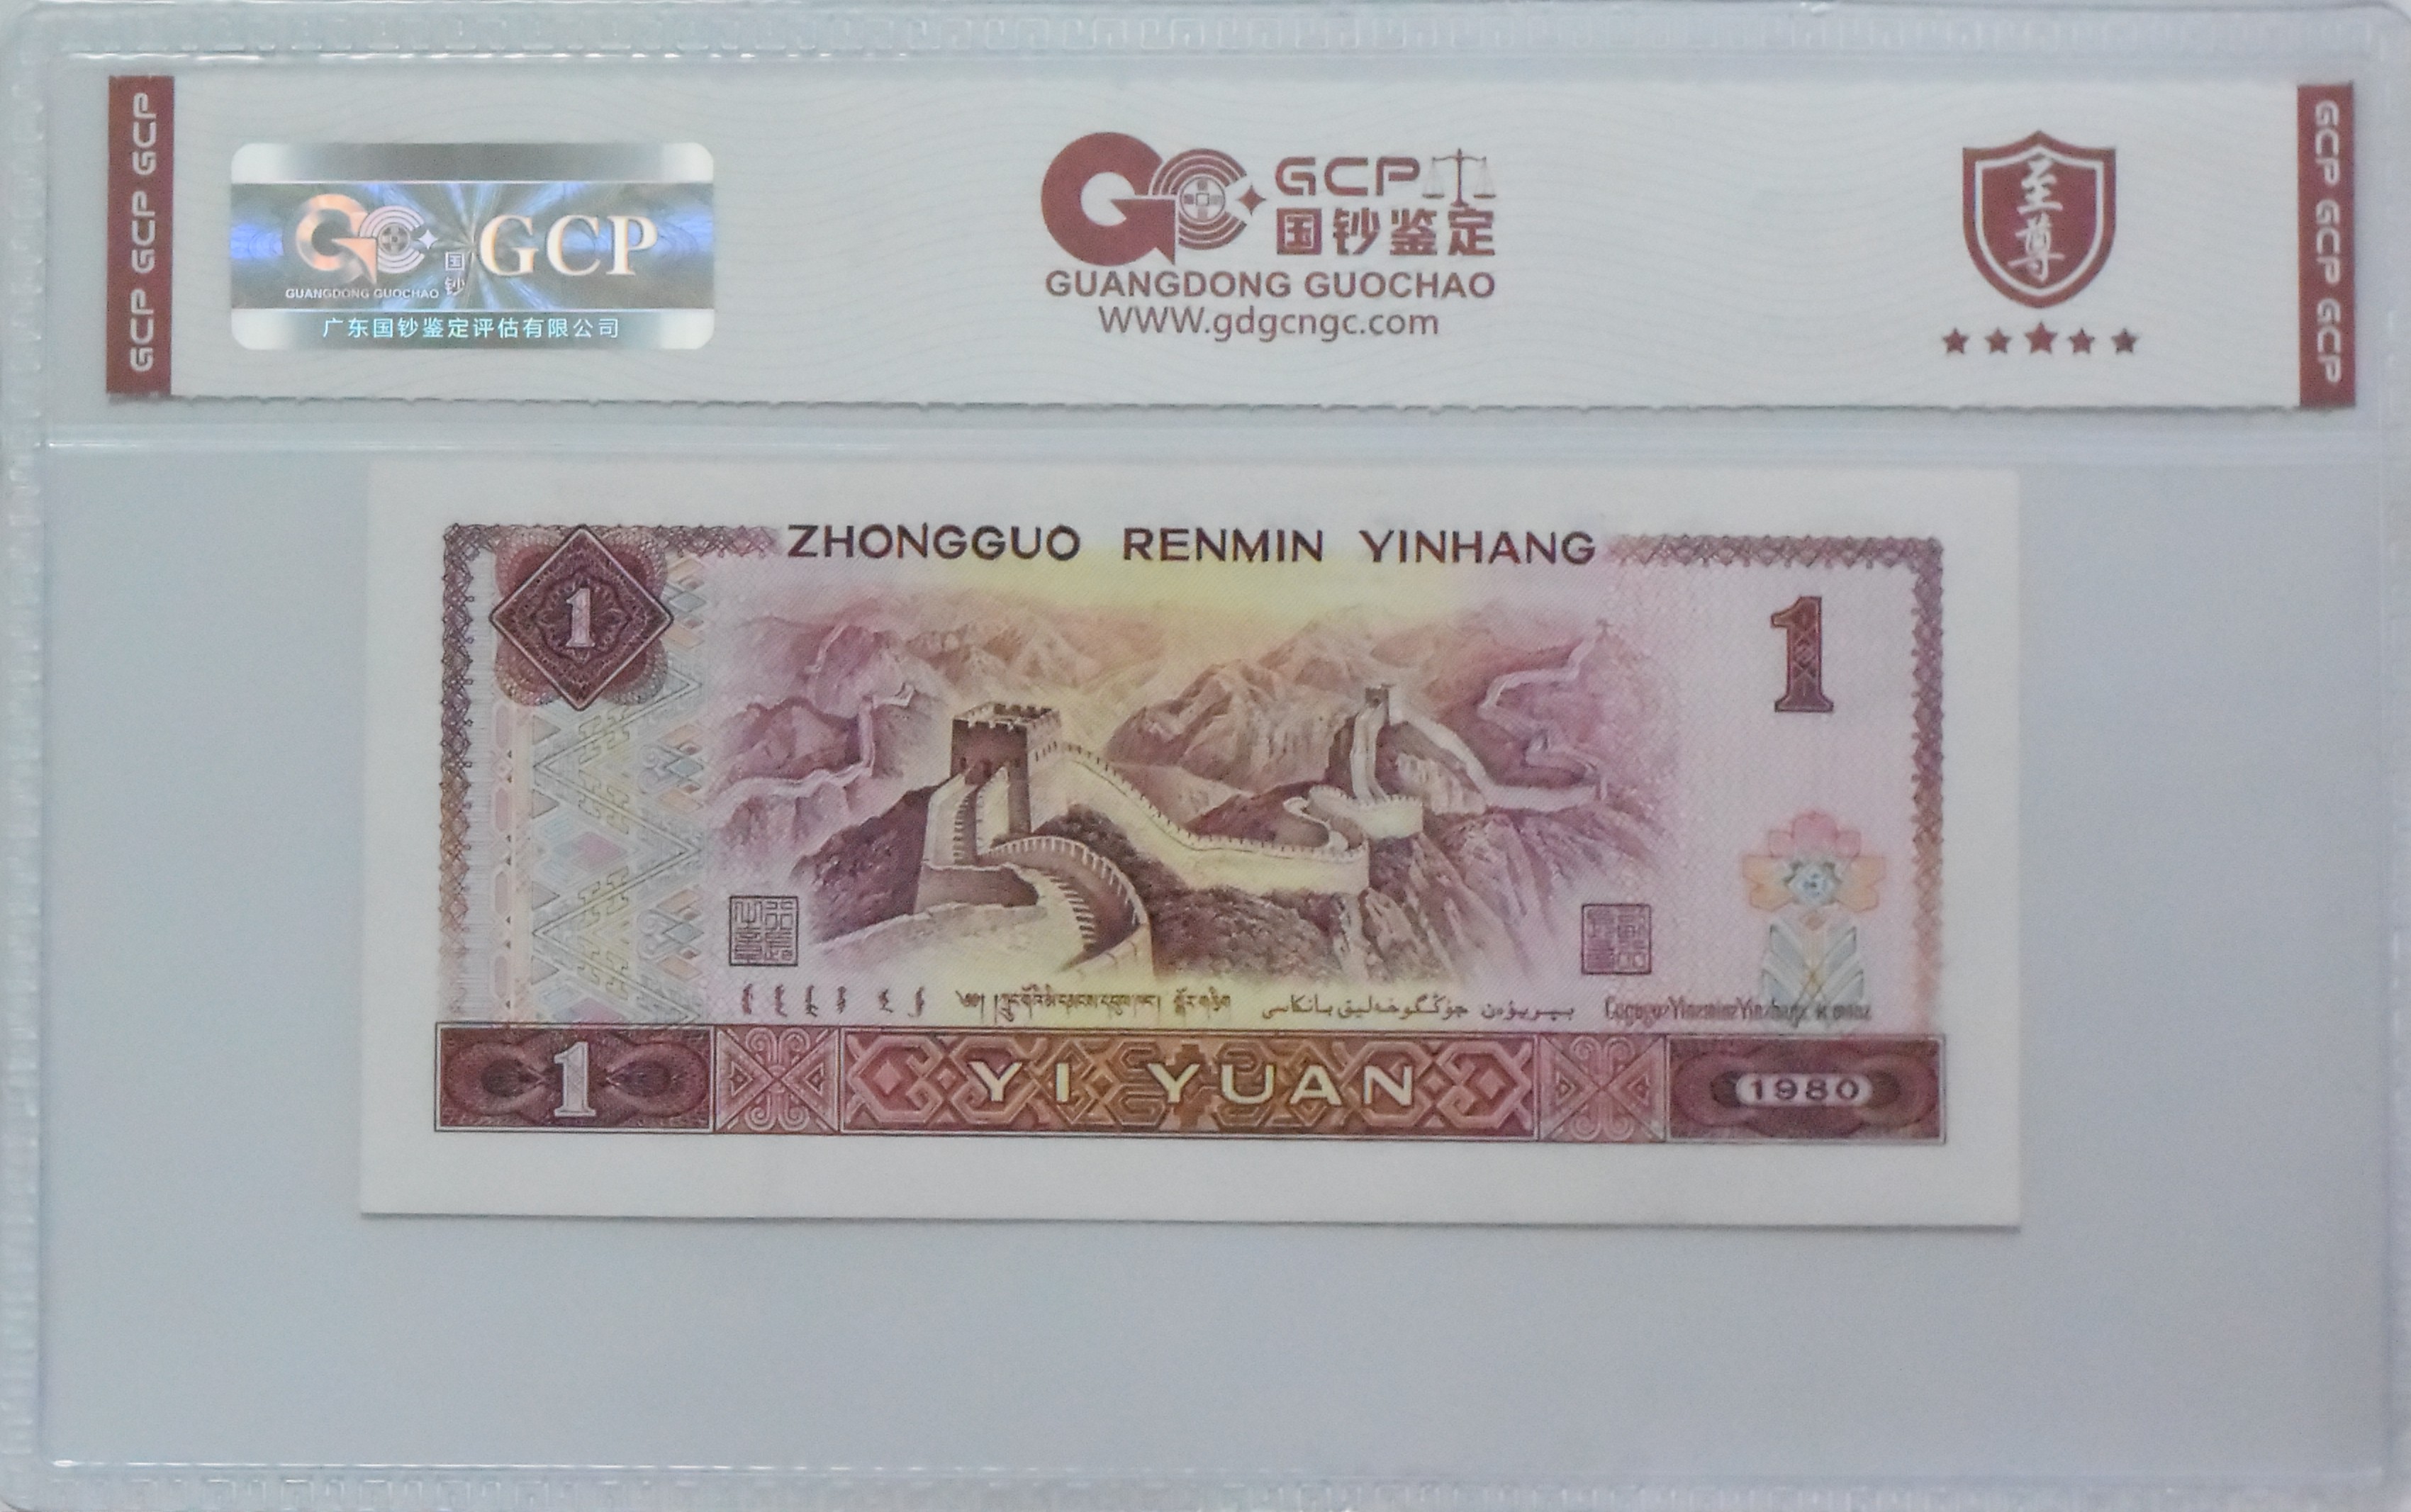 GCP GCP GCP
GCP
国
钞
GUANGDONG GUOCHAO
广东国钞鉴定评估有限公司
GCP
国钞鉴定
GUANGDONG GUOCHAO
WWW.gdgcngc.com
至
尊
GCP GCP GCP
ZHONGGUO RENMIN YINHANG
1
1
1
YI YUAN
1980